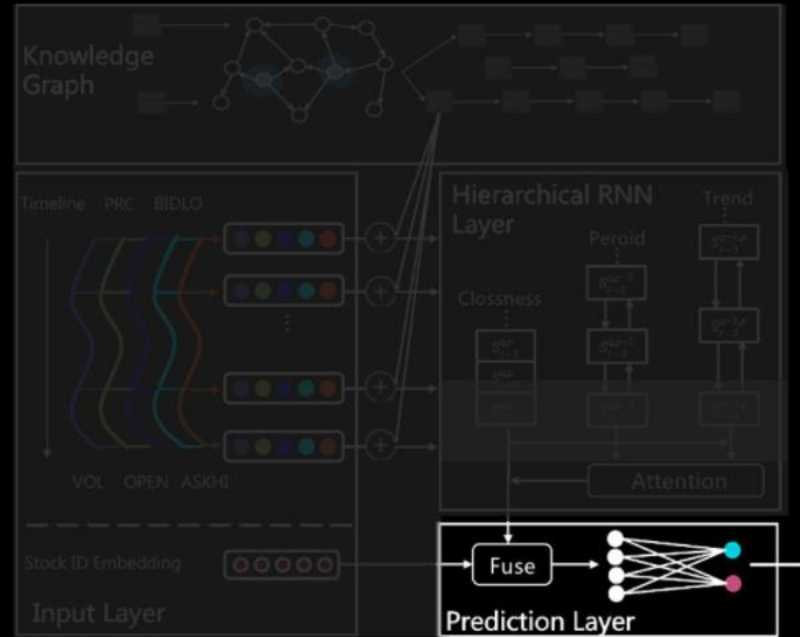 Knowledge
Graph
Timeline PRC BIDLO
VOL OPEN ASKHI
Stock ID Embedding
Input Layer
Hierarchical RNN
Layer
Trend
Peroid
Clossness
Attention
Fuse
Prediction Layer